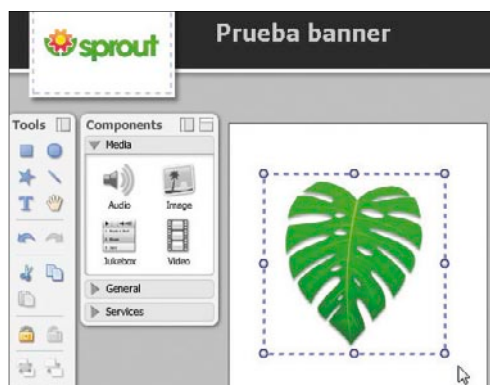 sprout
Prueba banner
Tools
Components
Media
Audio
Image
Jukebox
Video
General
Services